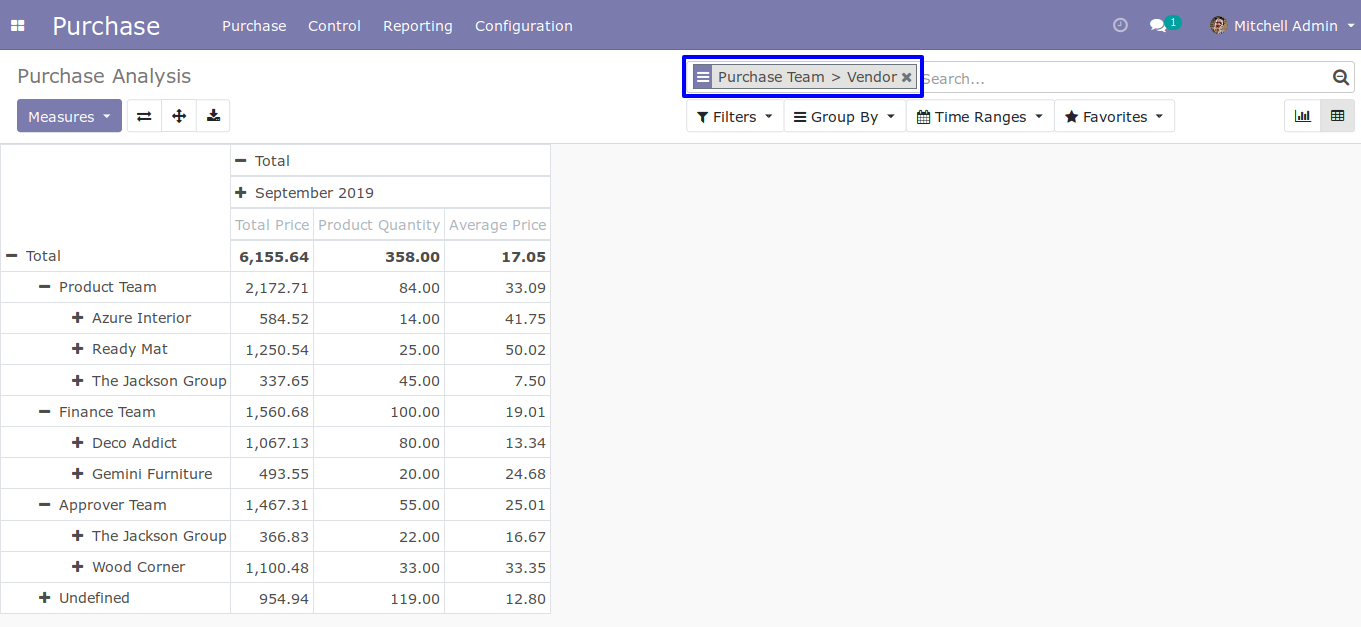 Purchase Purchase Control Reporting Configuration 1 Mitchell Admin
Purchase Analysis
Purchase Team > Vendor Search...
Measures
Filters Group By Time Ranges Favorites
Total
September 2019
Total Price Product Quantity Average Price
Total 6,155.64 358.00 17.05
Product Team 2,172.71 84.00 33.09
Azure Interior 584.52 14.00 41.75
Ready Mat 1,250.54 25.00 50.02
The Jackson Group 337.65 45.00 7.50
Finance Team 1,560.68 100.00 19.01
Deco Addict 1,067.13 80.00 13.34
Gemini Furniture 493.55 20.00 24.68
Approver Team 1,467.31 55.00 25.01
The Jackson Group 366.83 22.00 16.67
Wood Corner 1,100.48 33.00 33.35
Undefined 954.94 119.00 12.80